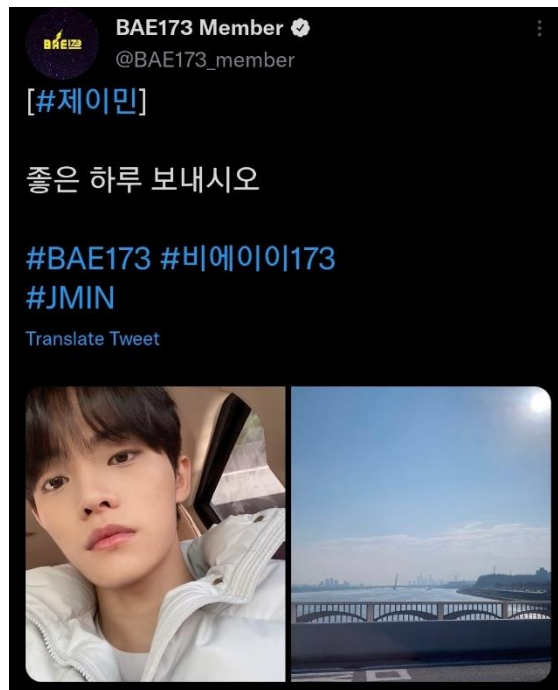 BAE173
BAE173 Member
@BAE173_member
[#제이민]
좋은 하루 보내시오
#BAE173 #비에이이173
#JMIN
Translate Tweet